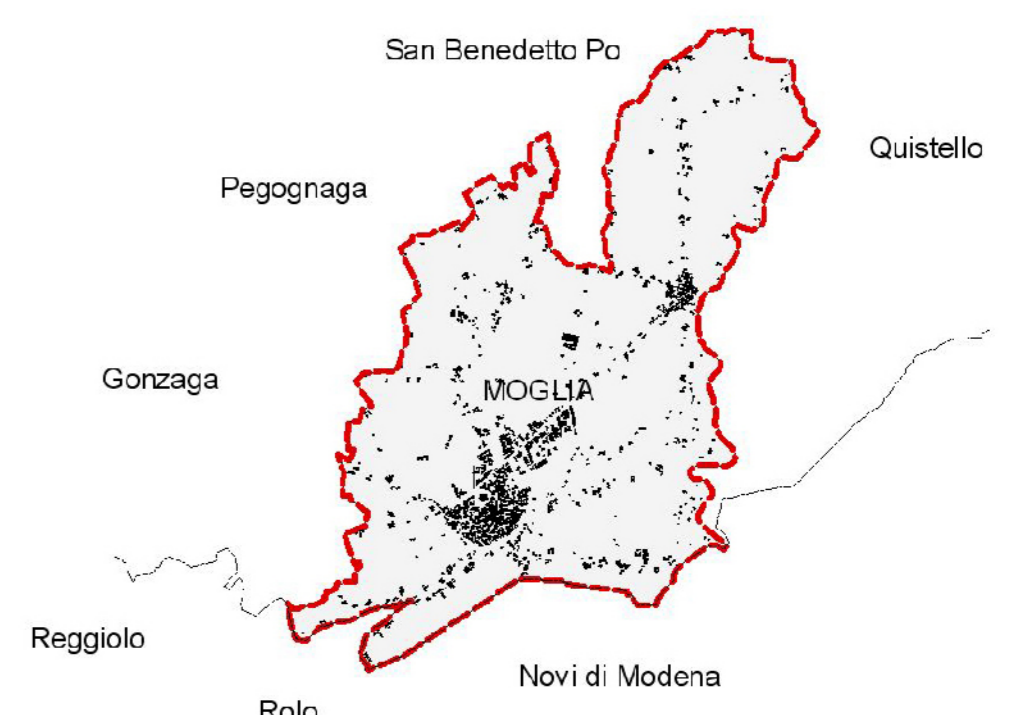 San Benedetto Po
Quistello
Pegognaga
Gonzaga
MOGLIA
Reggiolo
Novi di Modena
Rolo